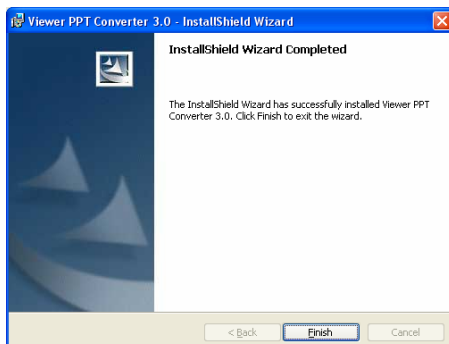 Viewer PPT Converter 3.0 - InstallShield Wizard
InstallShield Wizard Completed
The InstallShield Wizard has successfully installed Viewer PPT
Converter 3.0. Click Finish to exit the wizard.
< Back Finish Cancel